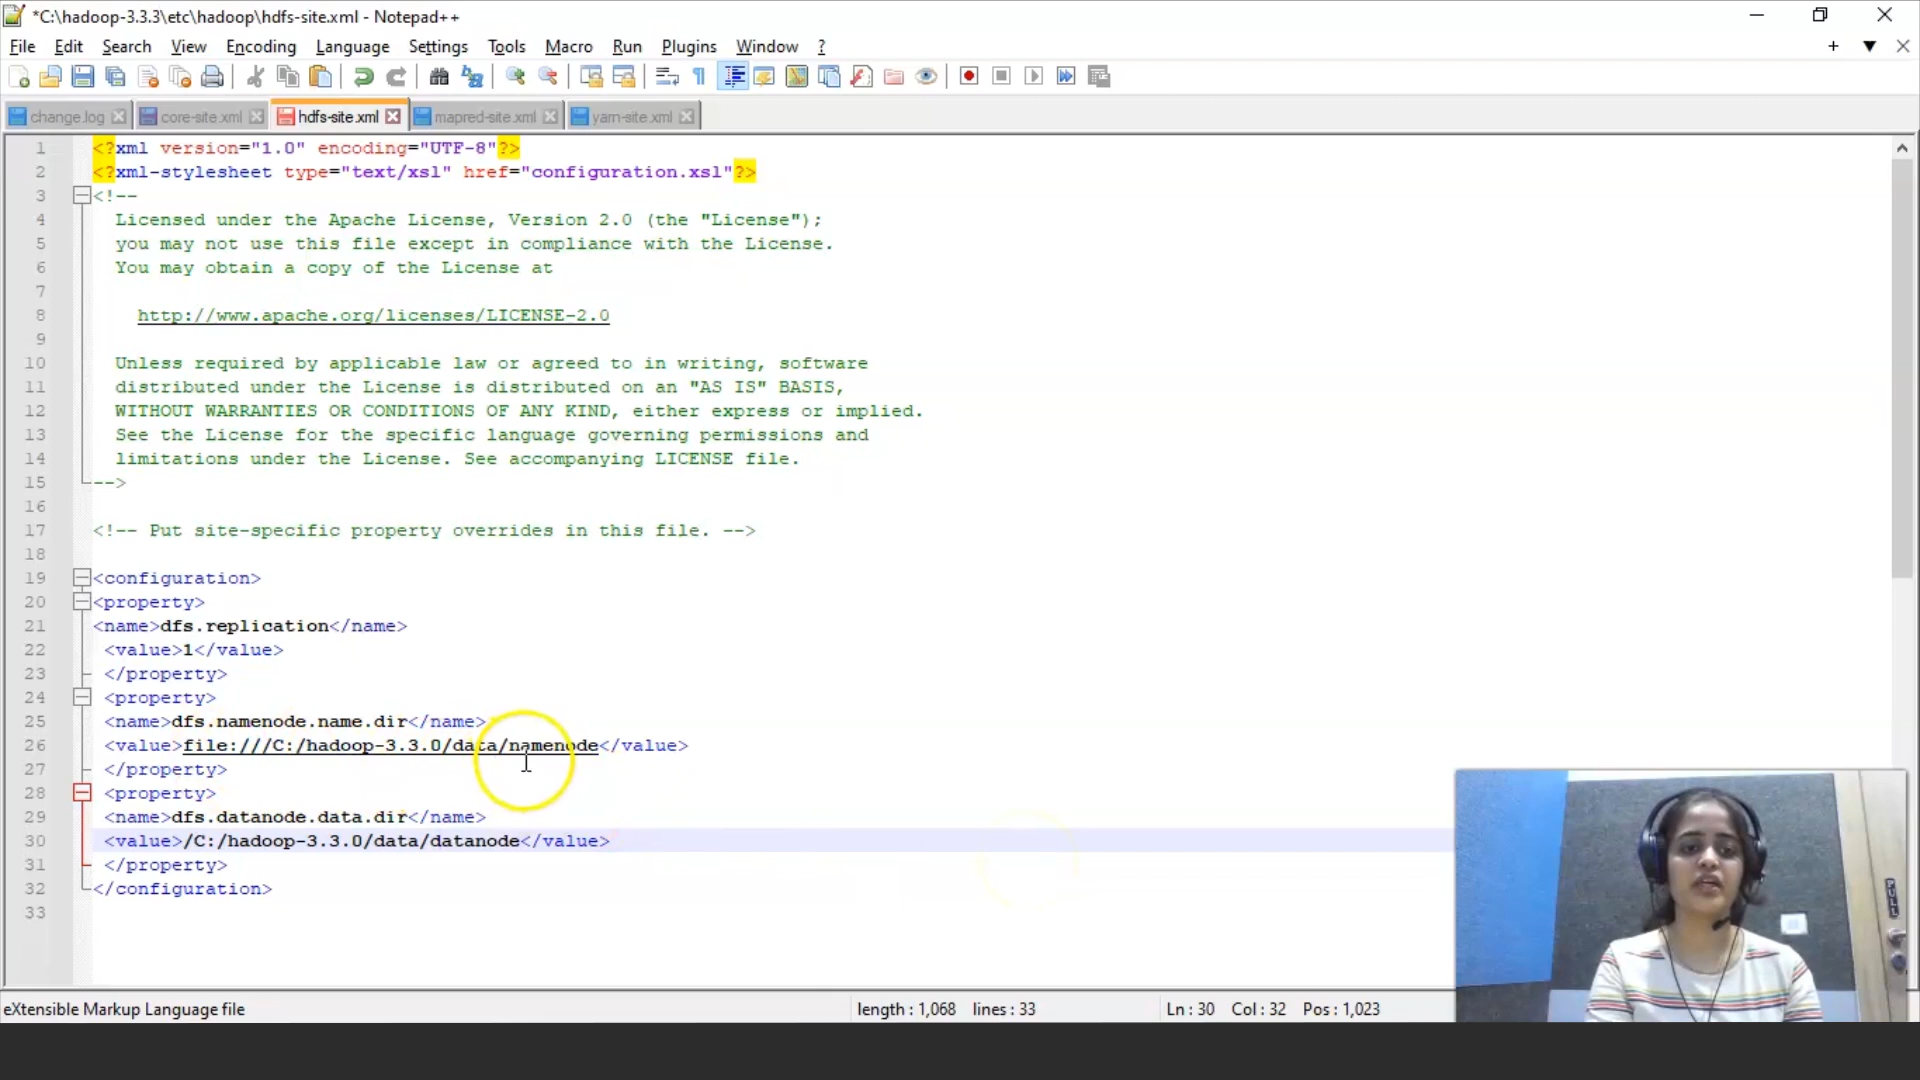 *C:\hadoop-3.3.3\etc\hadoop\hdfs-site.xml - Notepad++
File Edit Search View Encoding Language Settings Tools Macro Run Plugins Window ?
change.log core-site.xml hdfs-site.xml mapred-site.xml yarn-site.xml
1 <?xml version="1.0" encoding="UTF-8"?>
2 <?xml-stylesheet type="text/xsl" href="configuration.xsl"?>
3 <!--
4 Licensed under the Apache License, Version 2.0 (the "License");
5 you may not use this file except in compliance with the License.
6 You may obtain a copy of the License at
7
8 http://www.apache.org/licenses/LICENSE-2.0
9
10 Unless required by applicable law or agreed to in writing, software
11 distributed under the License is distributed on an "AS IS" BASIS,
12 WITHOUT WARRANTIES OR CONDITIONS OF ANY KIND, either express or implied.
13 See the License for the specific language governing permissions and
14 limitations under the License. See accompanying LICENSE file.
15 -->
16
17 <!-- Put site-specific property overrides in this file. -->
18
19 <configuration>
20 <property>
21 <name>dfs.replication</name>
22 <value>1</value>
23 </property>
24 <property>
25 <name>dfs.namenode.name.dir</name>
26 <value>file:///C:/hadoop-3.3.0/data/namenode</value>
27 </property>
28 <property>
29 <name>dfs.datanode.data.dir</name>
30 <value>/C:/hadoop-3.3.0/data/datanode</value>
31 </property>
32 </configuration>
33
PULL
eXtensible Markup Language file length : 1,068 lines : 33 Ln : 30 Col : 32 Pos : 1,023